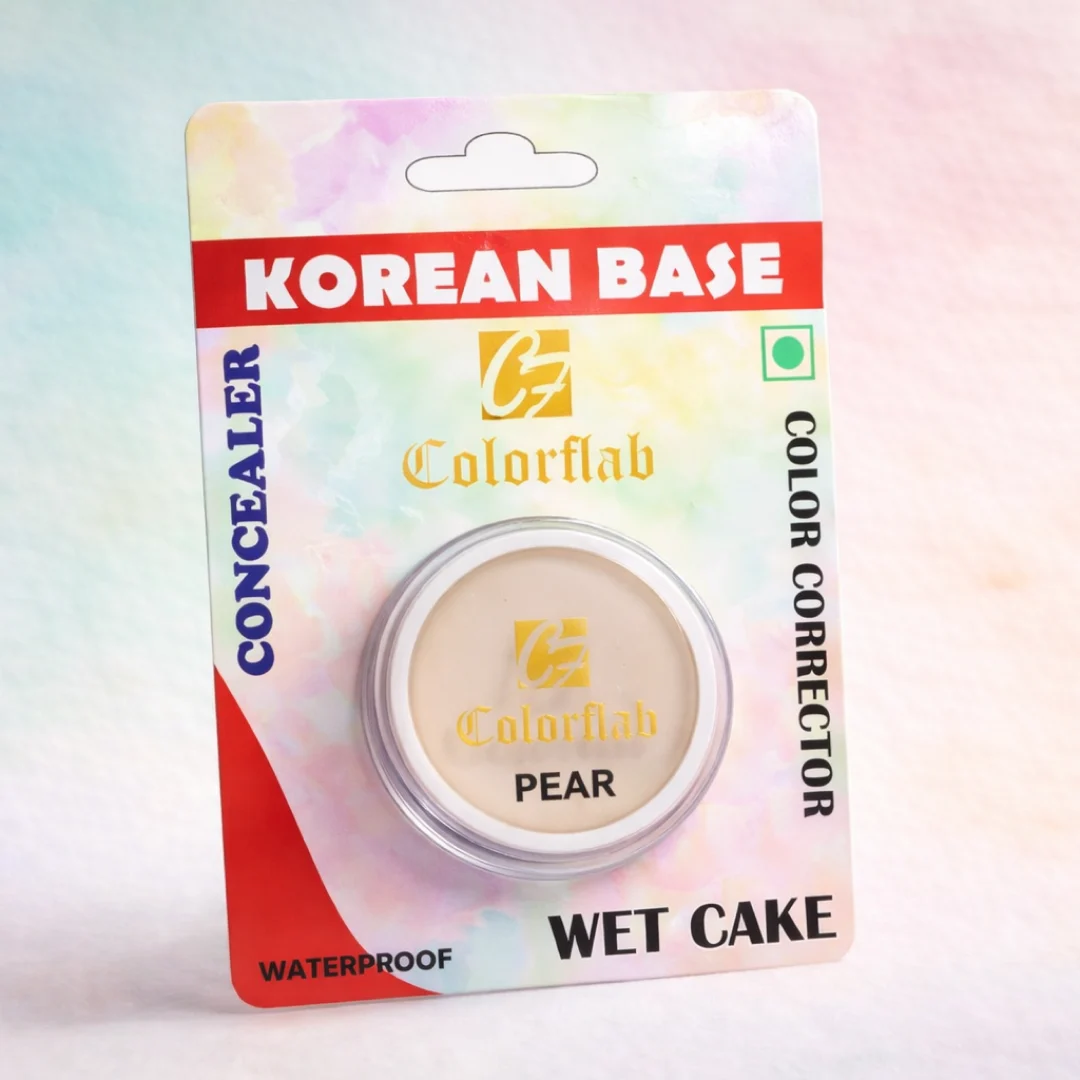 KOREAN BASE
CF
Colorflab
CONCEALER
COLOR CORRECTOR
CF
Colorflab
PEAR
WET CAKE
WATERPROOF